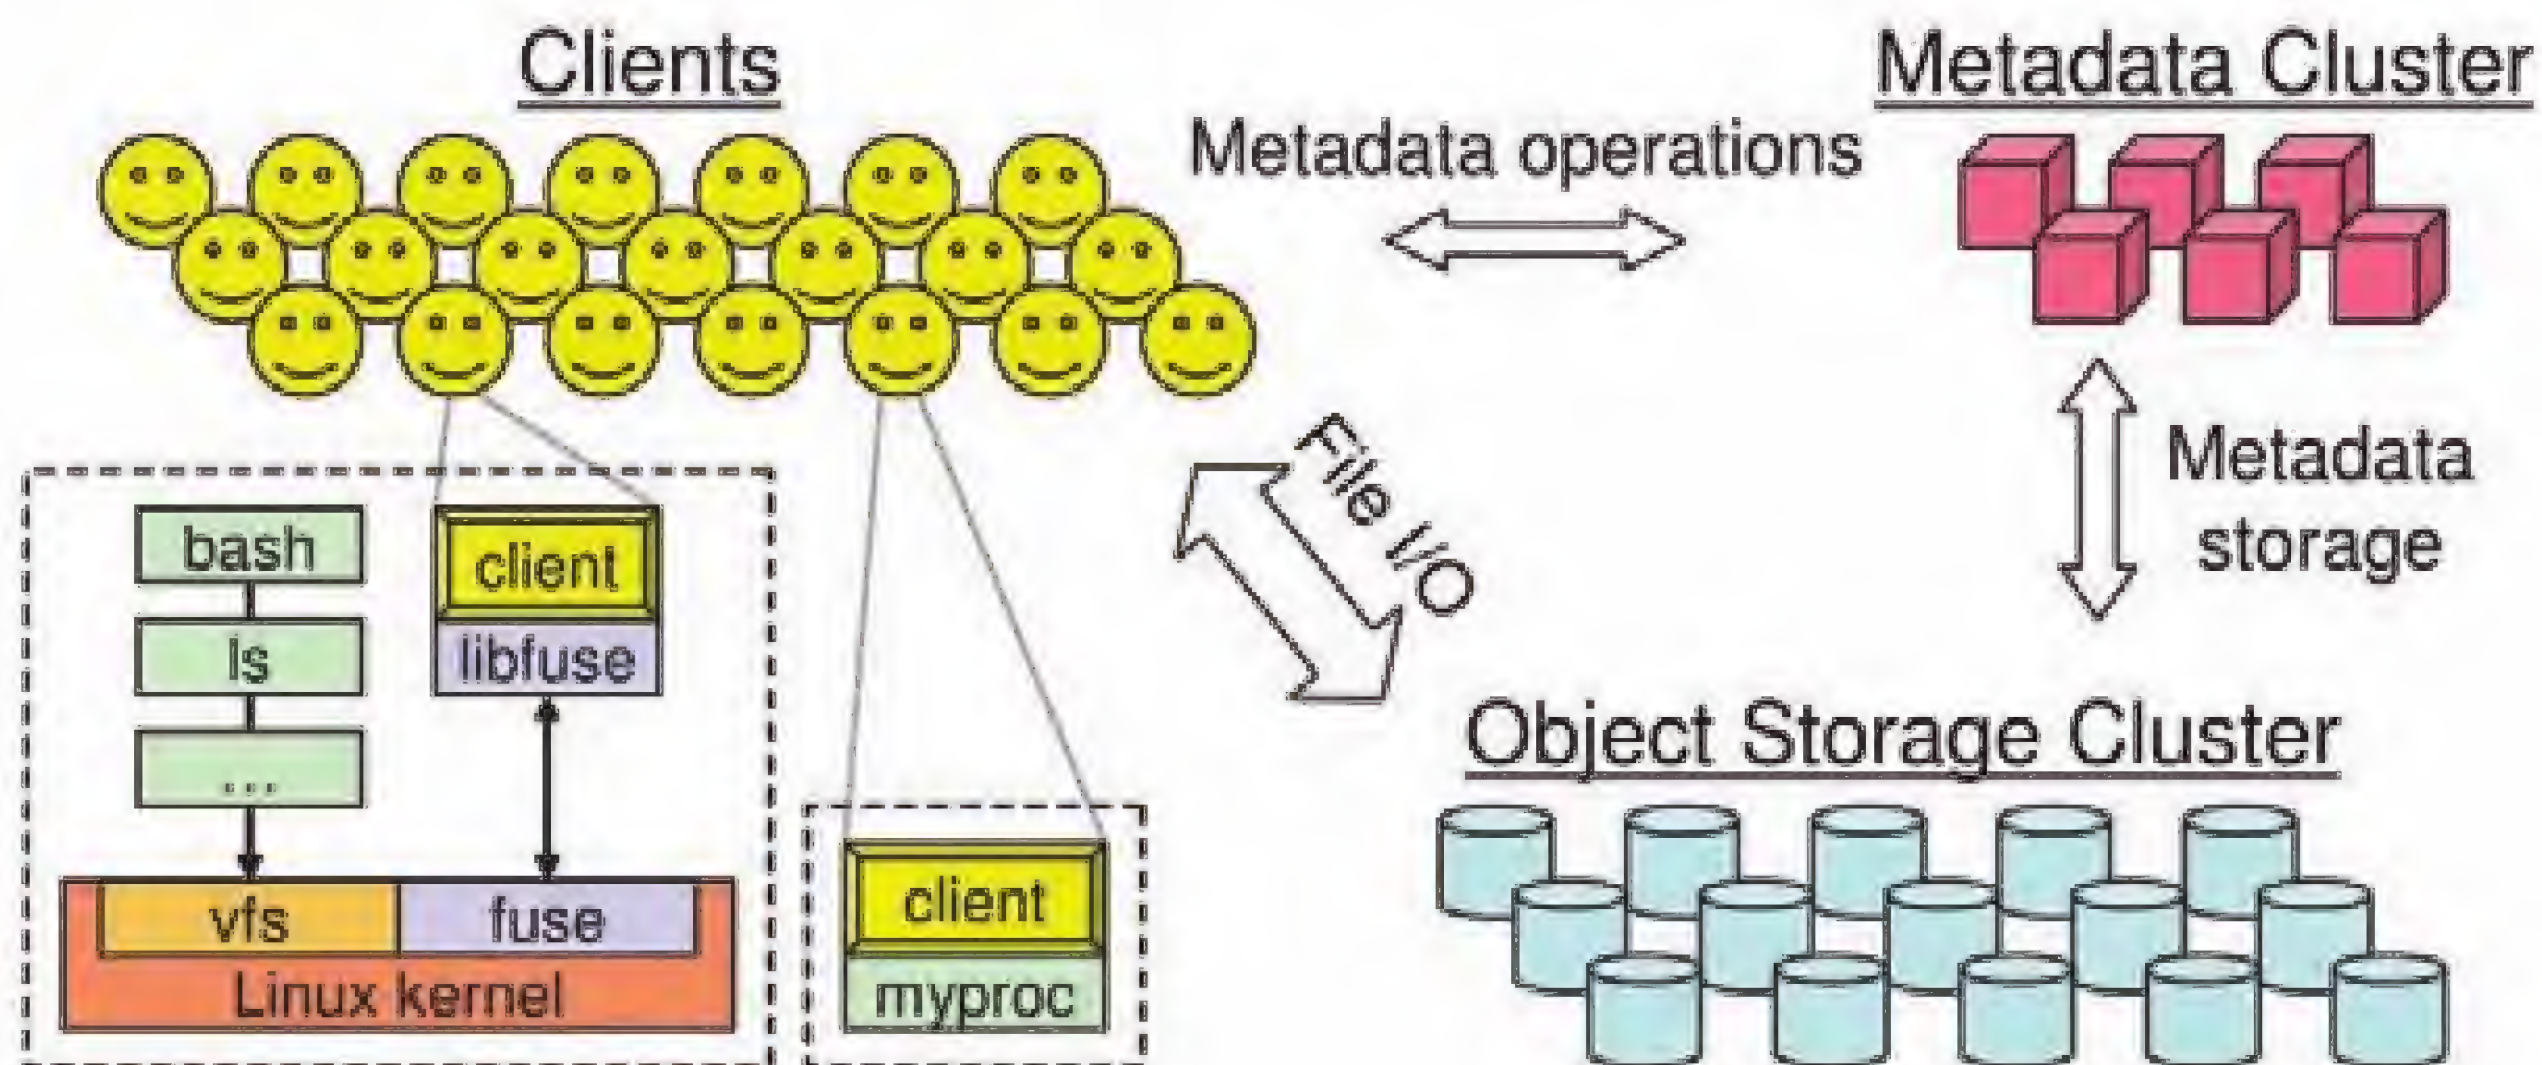 Clients
Metadata Cluster
Metadata operations
File I/O
Metadata
storage
bash
client
ls
libfuse
...
vfs
fuse
Linux kernel
client
myproc
Object Storage Cluster